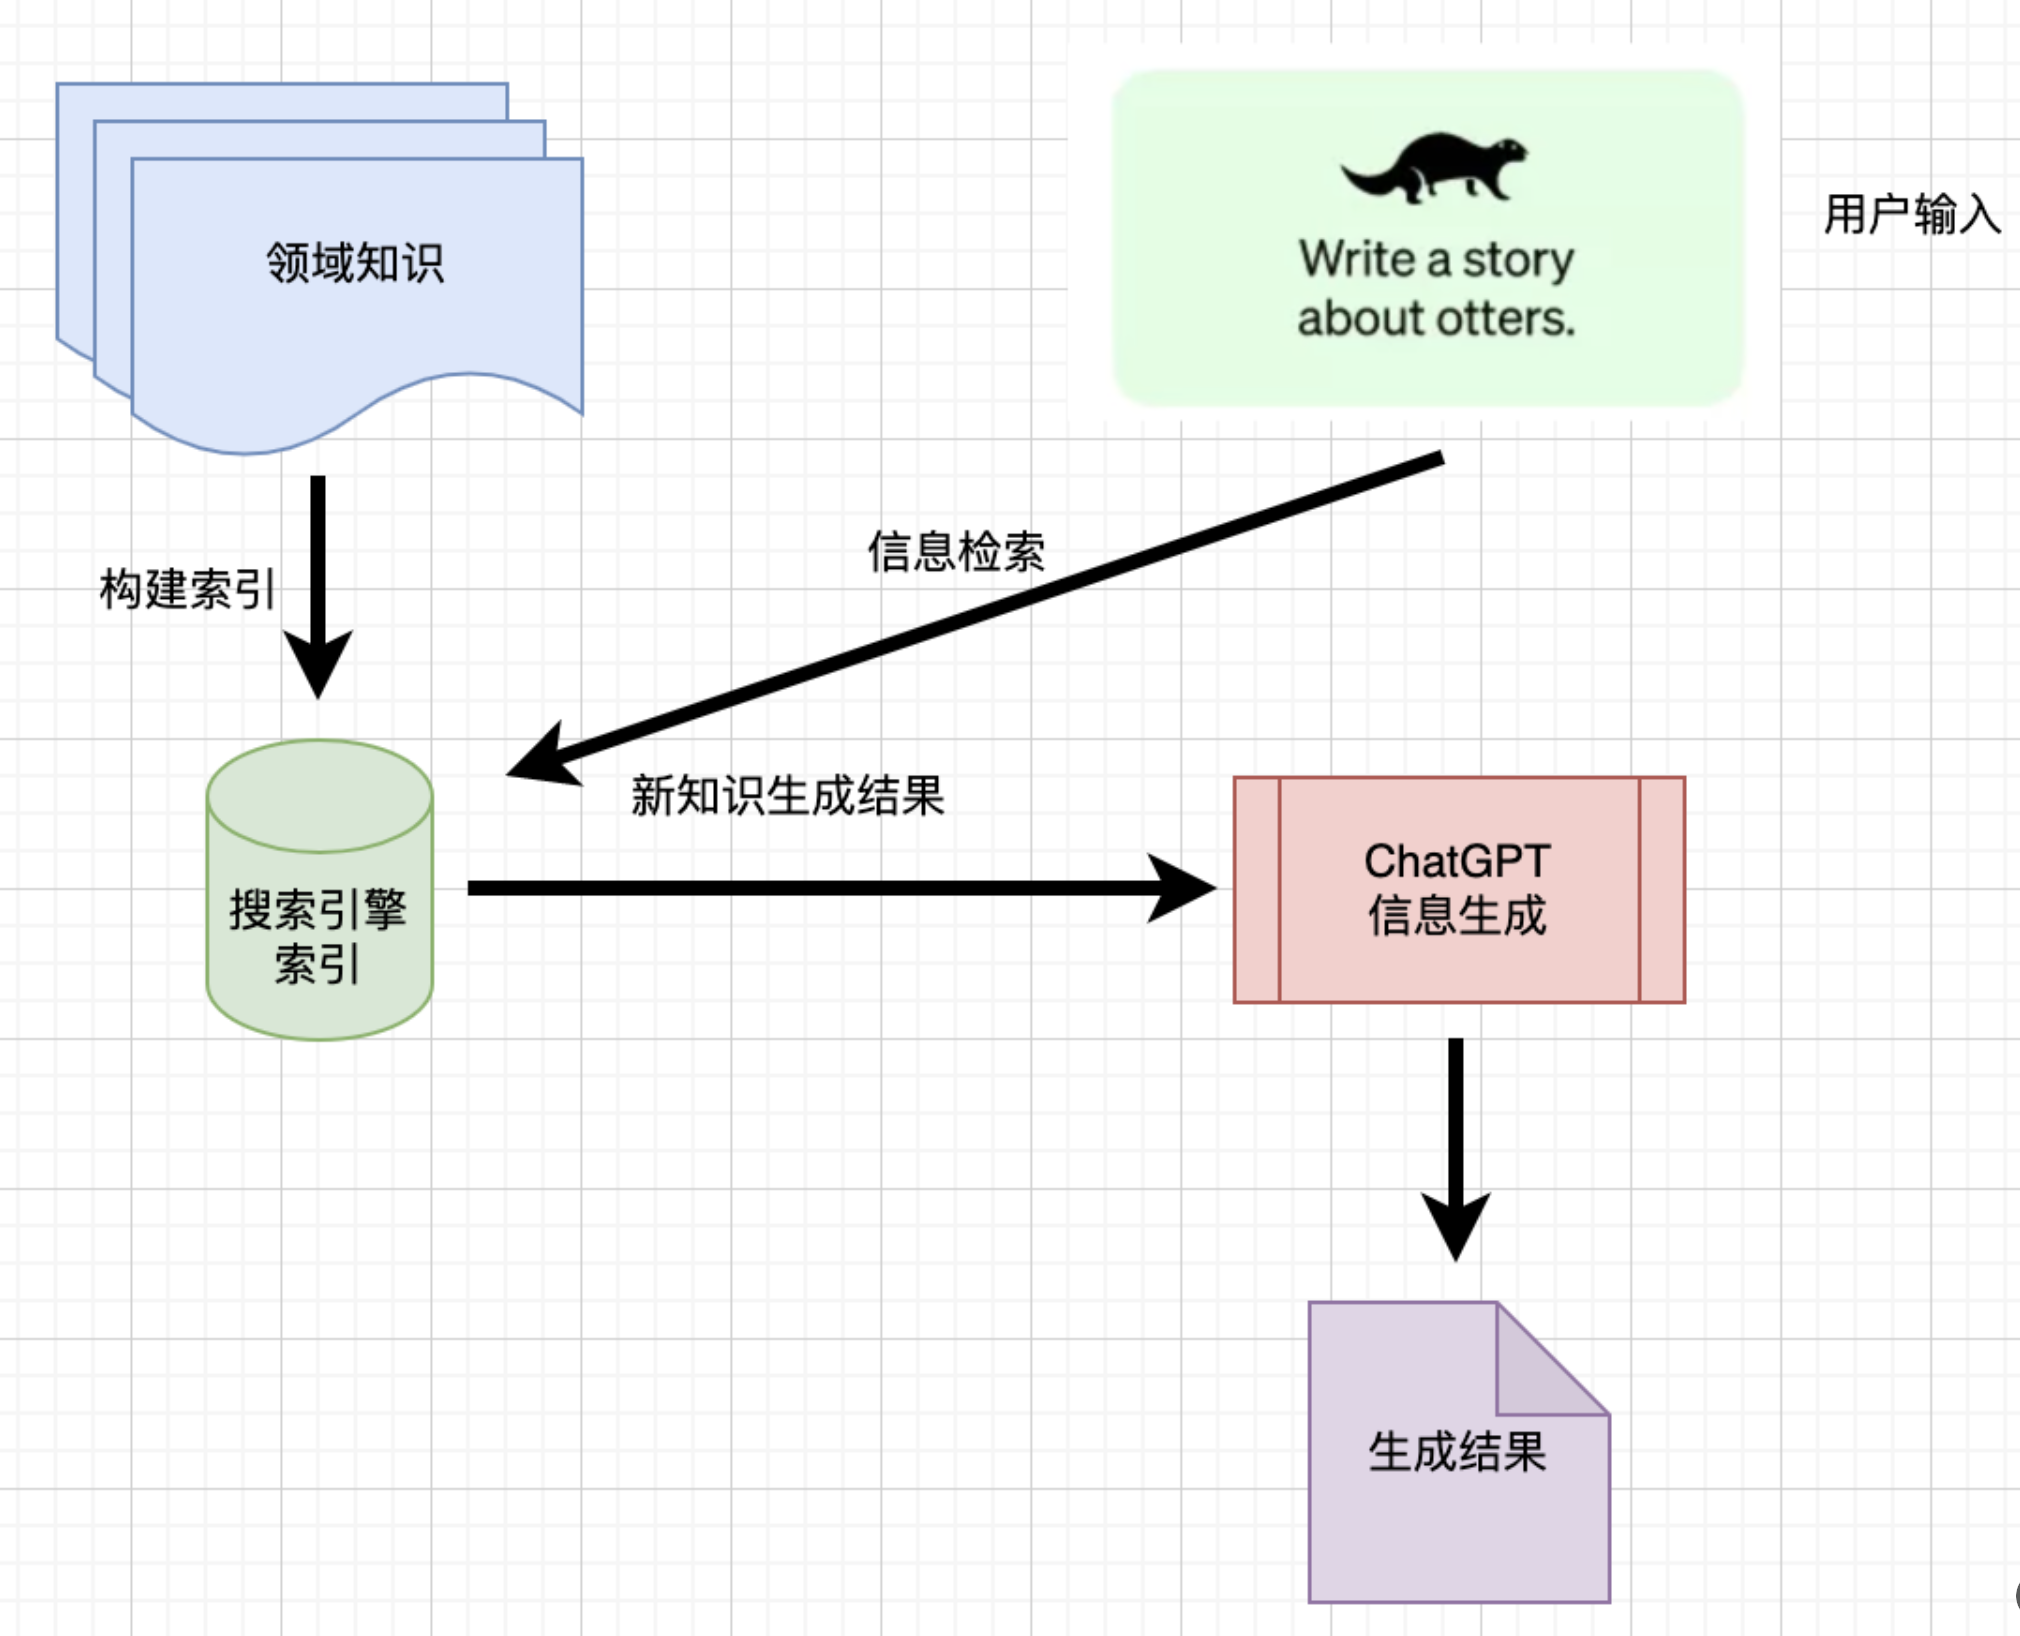 领域知识
Write a story
about otters.
用户输入
构建索引
信息检索
新知识生成结果
搜索引擎
索引
ChatGPT
信息生成
生成结果